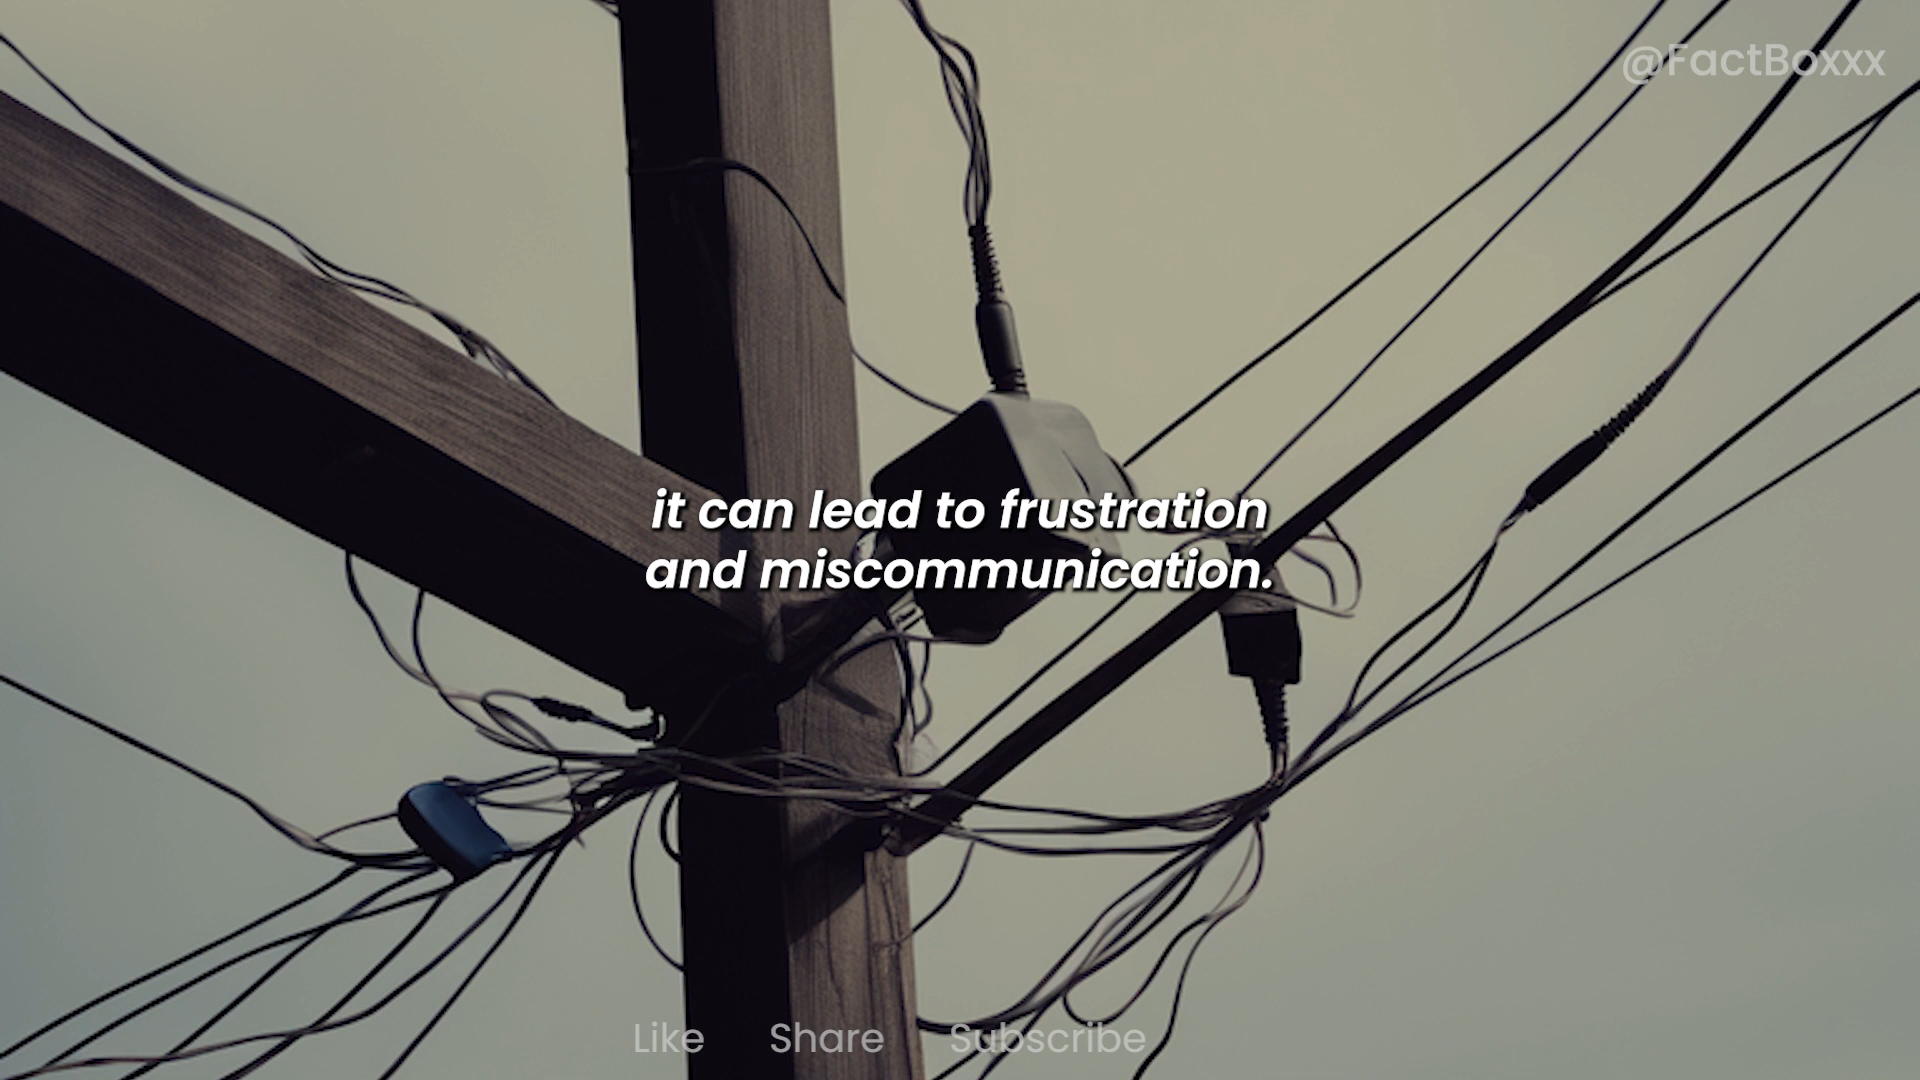 @FactBoxxx
it can lead to frustration
and miscommunication.
Like Share Subscribe